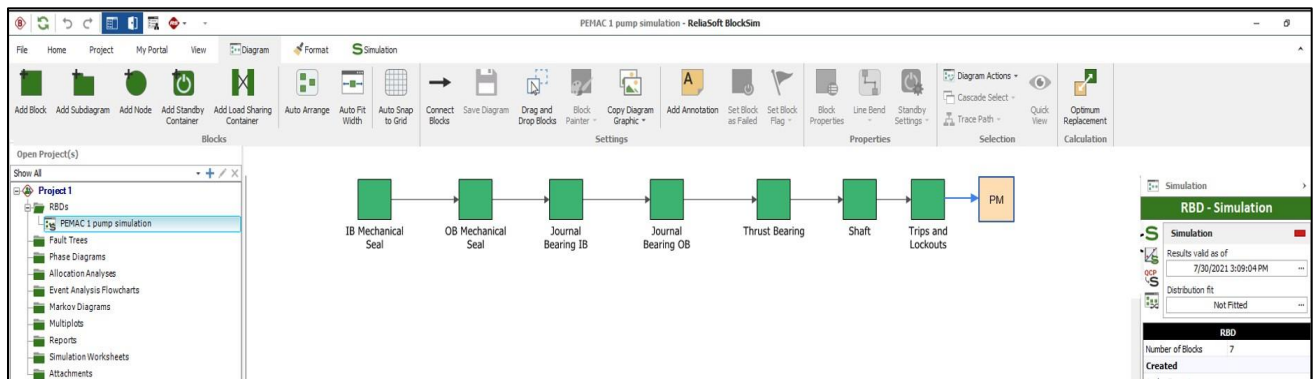 PEMAC 1 pump simulation - ReliaSoft BlockSim
File Home Project My Portal View Diagram Format Simulation
Add Block Add Subdiagram Add Node Add Standby Container Add Load Sharing Container Auto Arrange Auto Fit Width Auto Snap to Grid Connect Blocks Save Diagram Drag and Drop Blocks Block Painter Copy Diagram Graphic Add Annotation Set Block as Failed Set Block Flag Block Properties Line Bend Standby Settings Diagram Actions Cascade Select Trace Path Quick View Optimum Replacement
Blocks Settings Properties Selection Calculation
Open Project(s)
Show All
Project 1
RBDs
PEMAC 1 pump simulation
Fault Trees
Phase Diagrams
Allocation Analyses
Event Analysis Flowcharts
Markov Diagrams
Multiplots
Reports
Simulation Worksheets
Attachments
IB Mechanical Seal
OB Mechanical Seal
Journal Bearing IB
Journal Bearing OB
Thrust Bearing
Shaft
Trips and Lockouts
PM
Simulation
RBD - Simulation
S Simulation
Results valid as of
7/30/2021 3:09:04 PM ...
QCP
Distribution fit
Not Fitted ...
RBD
Number of Blocks 7
Created